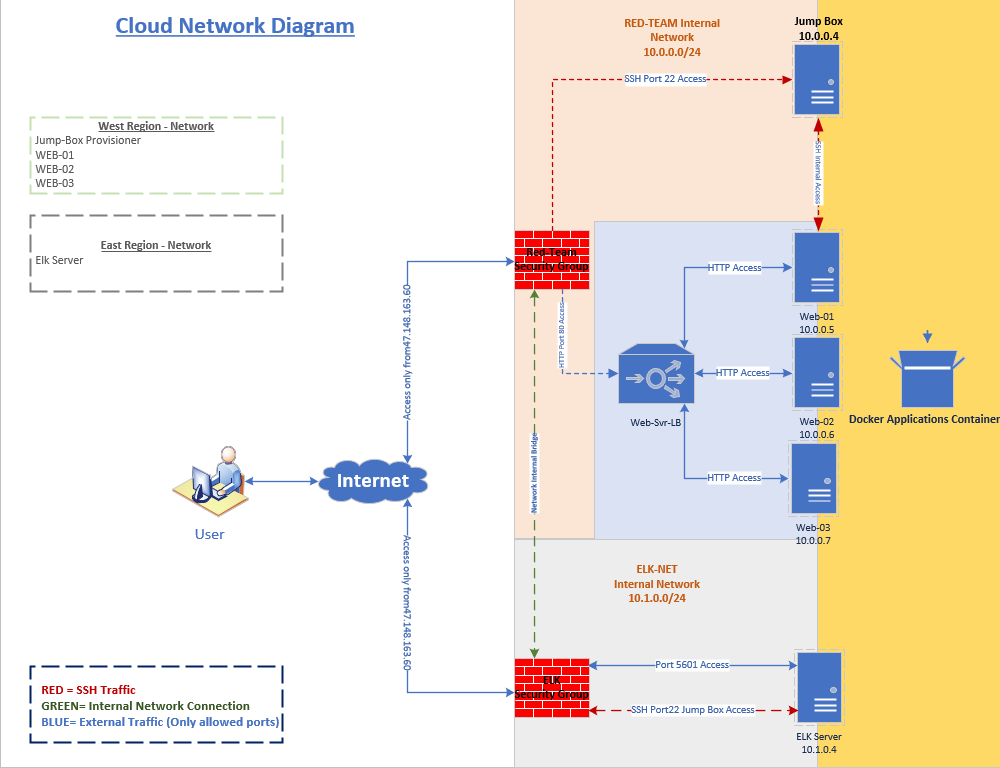 Cloud Network Diagram
RED-TEAM Internal
Network
10.0.0.0/24
Jump Box
10.0.0.4
SSH Port 22 Access
West Region - Network
Jump-Box Provisioner
WEB-01
WEB-02
WEB-03
SSH Internal Access
East Region - Network
Elk Server
Red-Team
Security Group
HTTP Access
Web-01
10.0.0.5
Access only from47.148.163.60
HTTP Port 80 Access
HTTP Access
Web-Svr-LB
Web-02
10.0.0.6
Docker Applications Container
Network Internal Bridge
HTTP Access
Internet
User
Web-03
10.0.0.7
Access only from47.148.163.60
ELK-NET
Internal Network
10.1.0.0/24
ELK
Security Group
Port 5601 Access
SSH Port22 Jump Box Access
ELK Server
10.1.0.4
RED = SSH Traffic
GREEN= Internal Network Connection
BLUE= External Traffic (Only allowed ports)